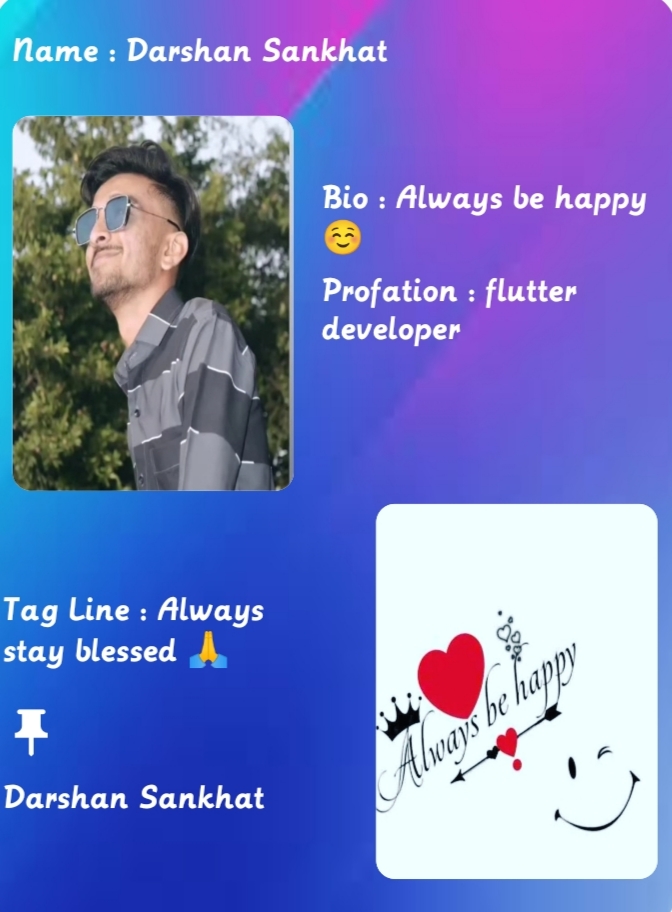 Name : Darshan Sankhat
Bio : Always be happy
☺️
Profation : flutter
developer
Tag Line : Always
stay blessed 🙏
Always be happy
Darshan Sankhat